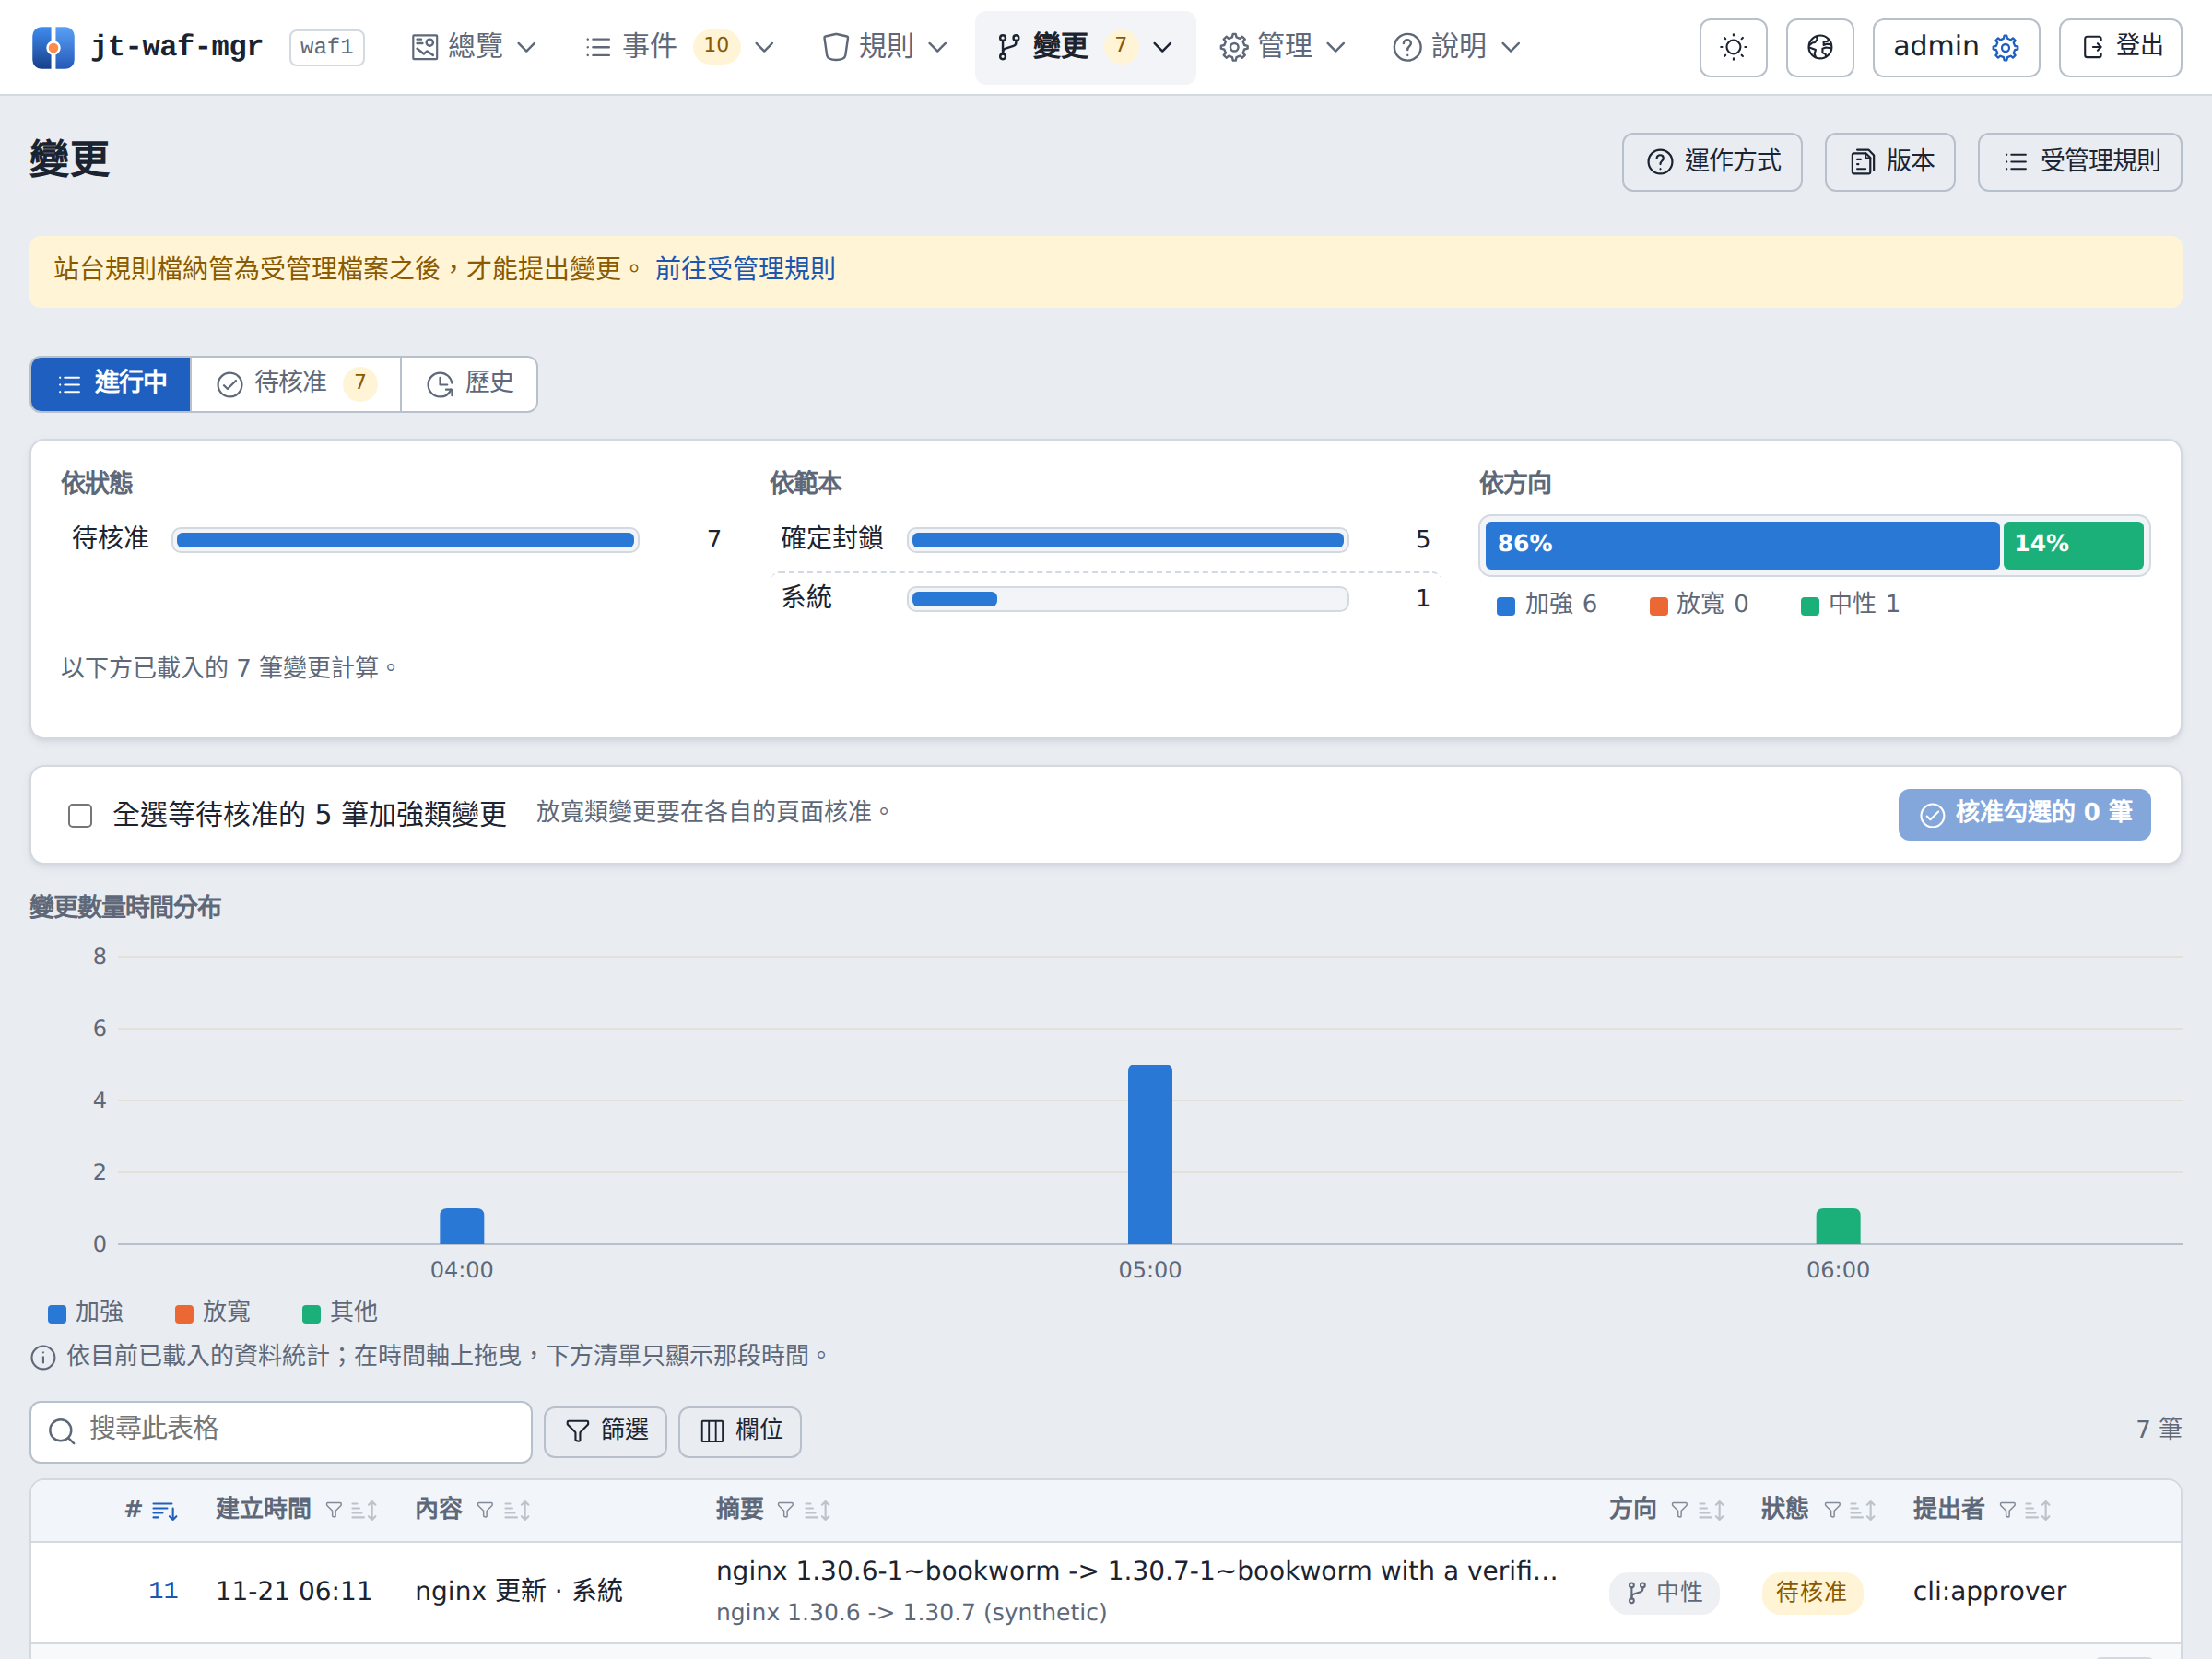 jt-waf-mgr waf1 總覽 事件 10 規則 變更 7 管理 說明 admin 登出
變更 運作方式 版本 受管理規則
站台規則檔納管為受管理檔案之後，才能提出變更。 前往受管理規則
進行中 待核准 7 歷史
依狀態 依範本 依方向
待核准 7 確定封鎖 5 86% 14%
系統 1 加強 6 放寬 0 中性 1
以下方已載入的 7 筆變更計算。
全選等待核准的 5 筆加強類變更 放寬類變更要在各自的頁面核准。 核准勾選的 0 筆
變更數量時間分布
8
6
4
2
0
04:00 05:00 06:00
加強 放寬 其他
依目前已載入的資料統計；在時間軸上拖曳，下方清單只顯示那段時間。
搜尋此表格 篩選 欄位 7 筆
# 建立時間 內容 摘要 方向 狀態 提出者
11 11-21 06:11 nginx 更新 · 系統 nginx 1.30.6-1~bookworm -> 1.30.7-1~bookworm with a verifi… 中性 待核准 cli:approver
nginx 1.30.6 -> 1.30.7 (synthetic)